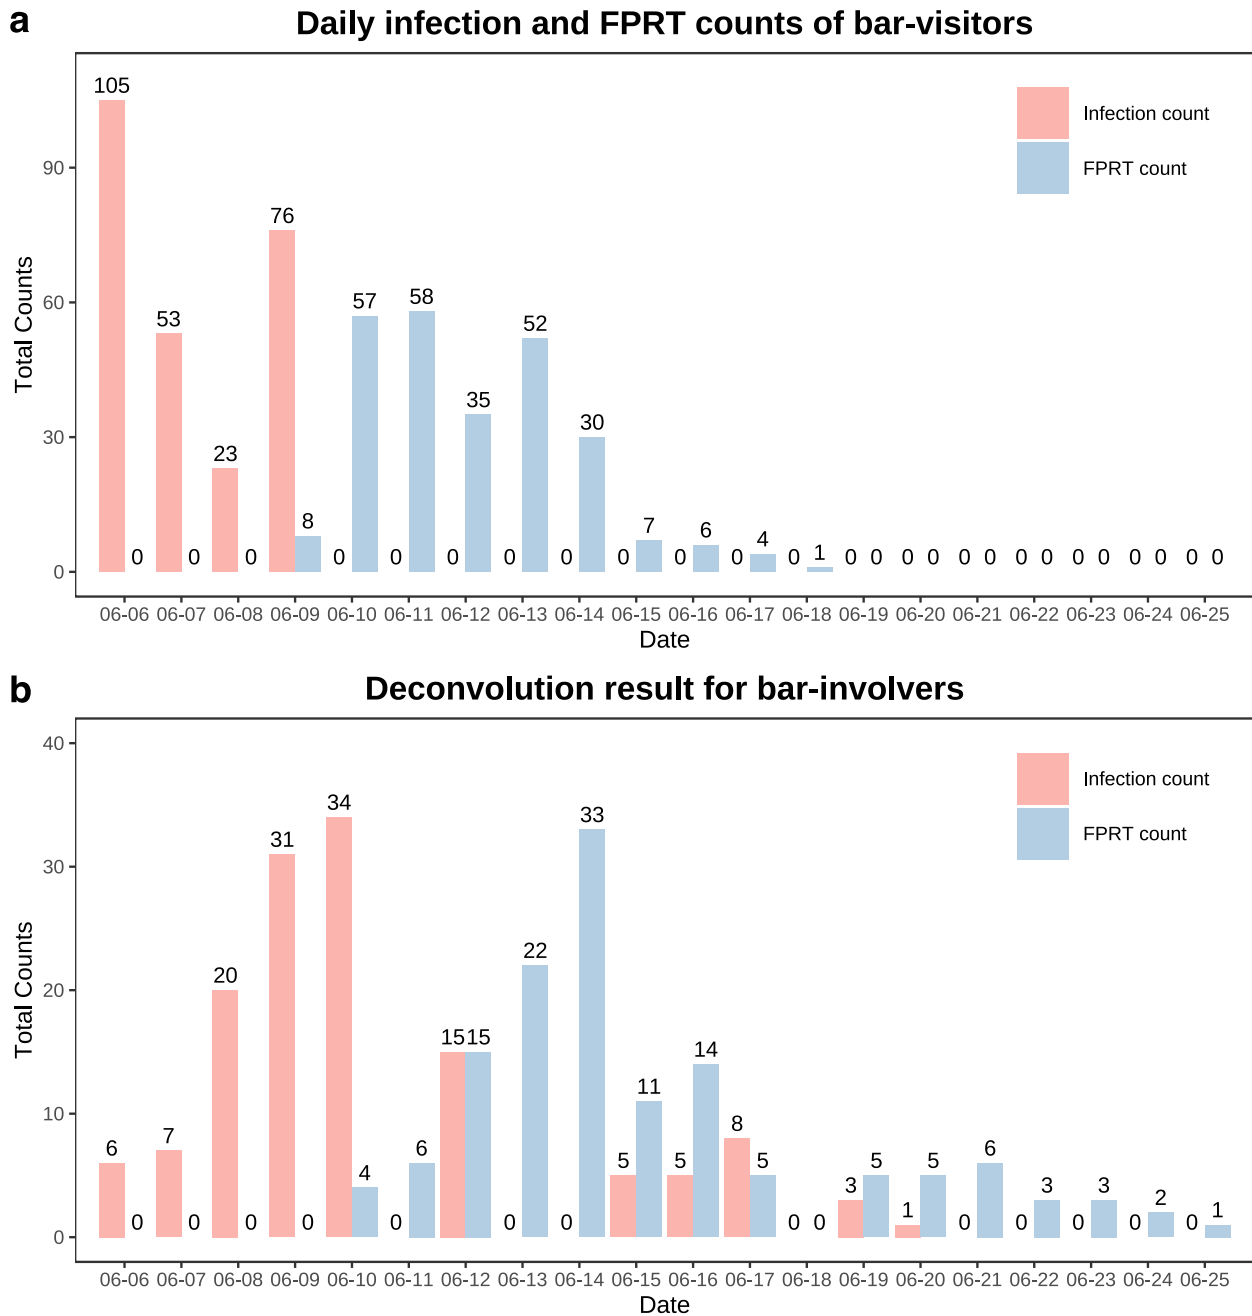 a
Daily infection and FPRT counts of bar-visitors
Infection count
FPRT count
Total Counts
90
60
30
0
105 0 53 0 23 0 76 8 0 57 0 58 0 35 0 52 0 30 0 7 0 6 0 4 0 1 0 0 0 0 0 0 0 0 0 0 0 0 0 0
06-06 06-07 06-08 06-09 06-10 06-11 06-12 06-13 06-14 06-15 06-16 06-17 06-18 06-19 06-20 06-21 06-22 06-23 06-24 06-25
Date
b
Deconvolution result for bar-involvers
Infection count
FPRT count
Total Counts
40
30
20
10
0
6 0 7 0 20 0 31 0 34 4 0 6 15 15 0 22 0 33 5 11 5 14 8 5 0 0 3 5 1 5 0 6 0 3 0 3 0 2 0 1
06-06 06-07 06-08 06-09 06-10 06-11 06-12 06-13 06-14 06-15 06-16 06-17 06-18 06-19 06-20 06-21 06-22 06-23 06-24 06-25
Date